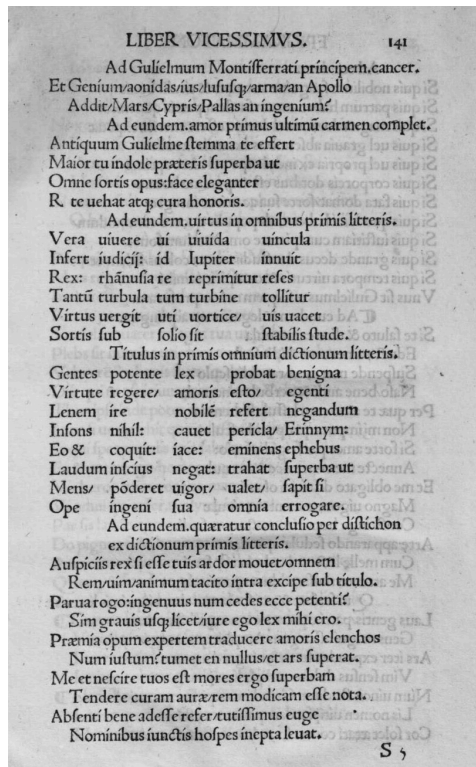 LIBER VICESSIMVS. 141
Ad Gulielmum Montisferrati principem.cancer.
Et Genium/aonidas/ius/lususq;/arma/an Apollo
Addit/Mars/Cypris/Pallas an ingenium?
Ad eundem.amor primus ultimũ carmen complet.
Antiquum Gulielme stemma te effert
Maior tu indole præteris superba ut
Omne sortis opus:face eleganter
R te uehat atq; cura honoris.
Ad eundem.uirtus in omnibus primis litteris.
Vera uiuere ui uiuida uincula
Infert iudicij: id Iupiter innuit
Rex: rhãnusia re reprimitur reses
Tantũ turbula tum turbine tollitur
Virtus uergit uti uortice/ uis uacet
Sortis sub solio sit stabilis stude.
Titulus in primis omnium dictionum litteris.
Gentes potente lex probat benigna
Virtute regere/ amoris esto/ egenti
Lenem ire nobilẽ refert negandum
Insons nihil: cauet pericla/ Erinnym:
Eo & coquit: iace: eminens ephebus
Laudum inscius negat: trahat superba ut
Mens/ põderet uigor/ ualet/ sapit si
Ope ingeni sua omnia errogare.
Ad eundem.quæratur conclusio per distichon
ex dictionum primis litteris.
Auspiciis rex si esse tuis ardor mouet/omnem
Rem/uim/animum tacito intra excipe sub titulo.
Parua rogo:ingenuus num cedes ecce petenti?
Sim grauis usq; licet/iure ego lex mihi ero.
Præmia opum expertem traducere amoris elenchos
Num iustum? tumet en nullus/et ars superat.
Me et nescire tuos est mores ergo superbam
Tendere curam auræ rem modicam esse nota.
Absenti bene adesse refer/tutissimus euge
Nominibus iunctis hospes inepta leuat.
S 5